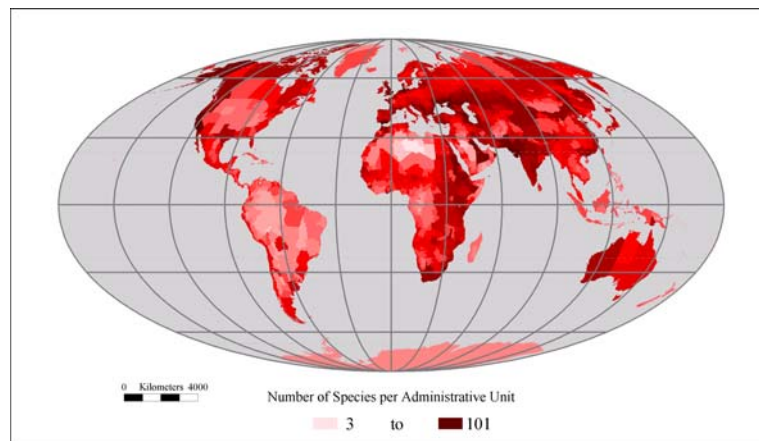 0 Kilometers 4000
Number of Species per Administrative Unit
3 to 101